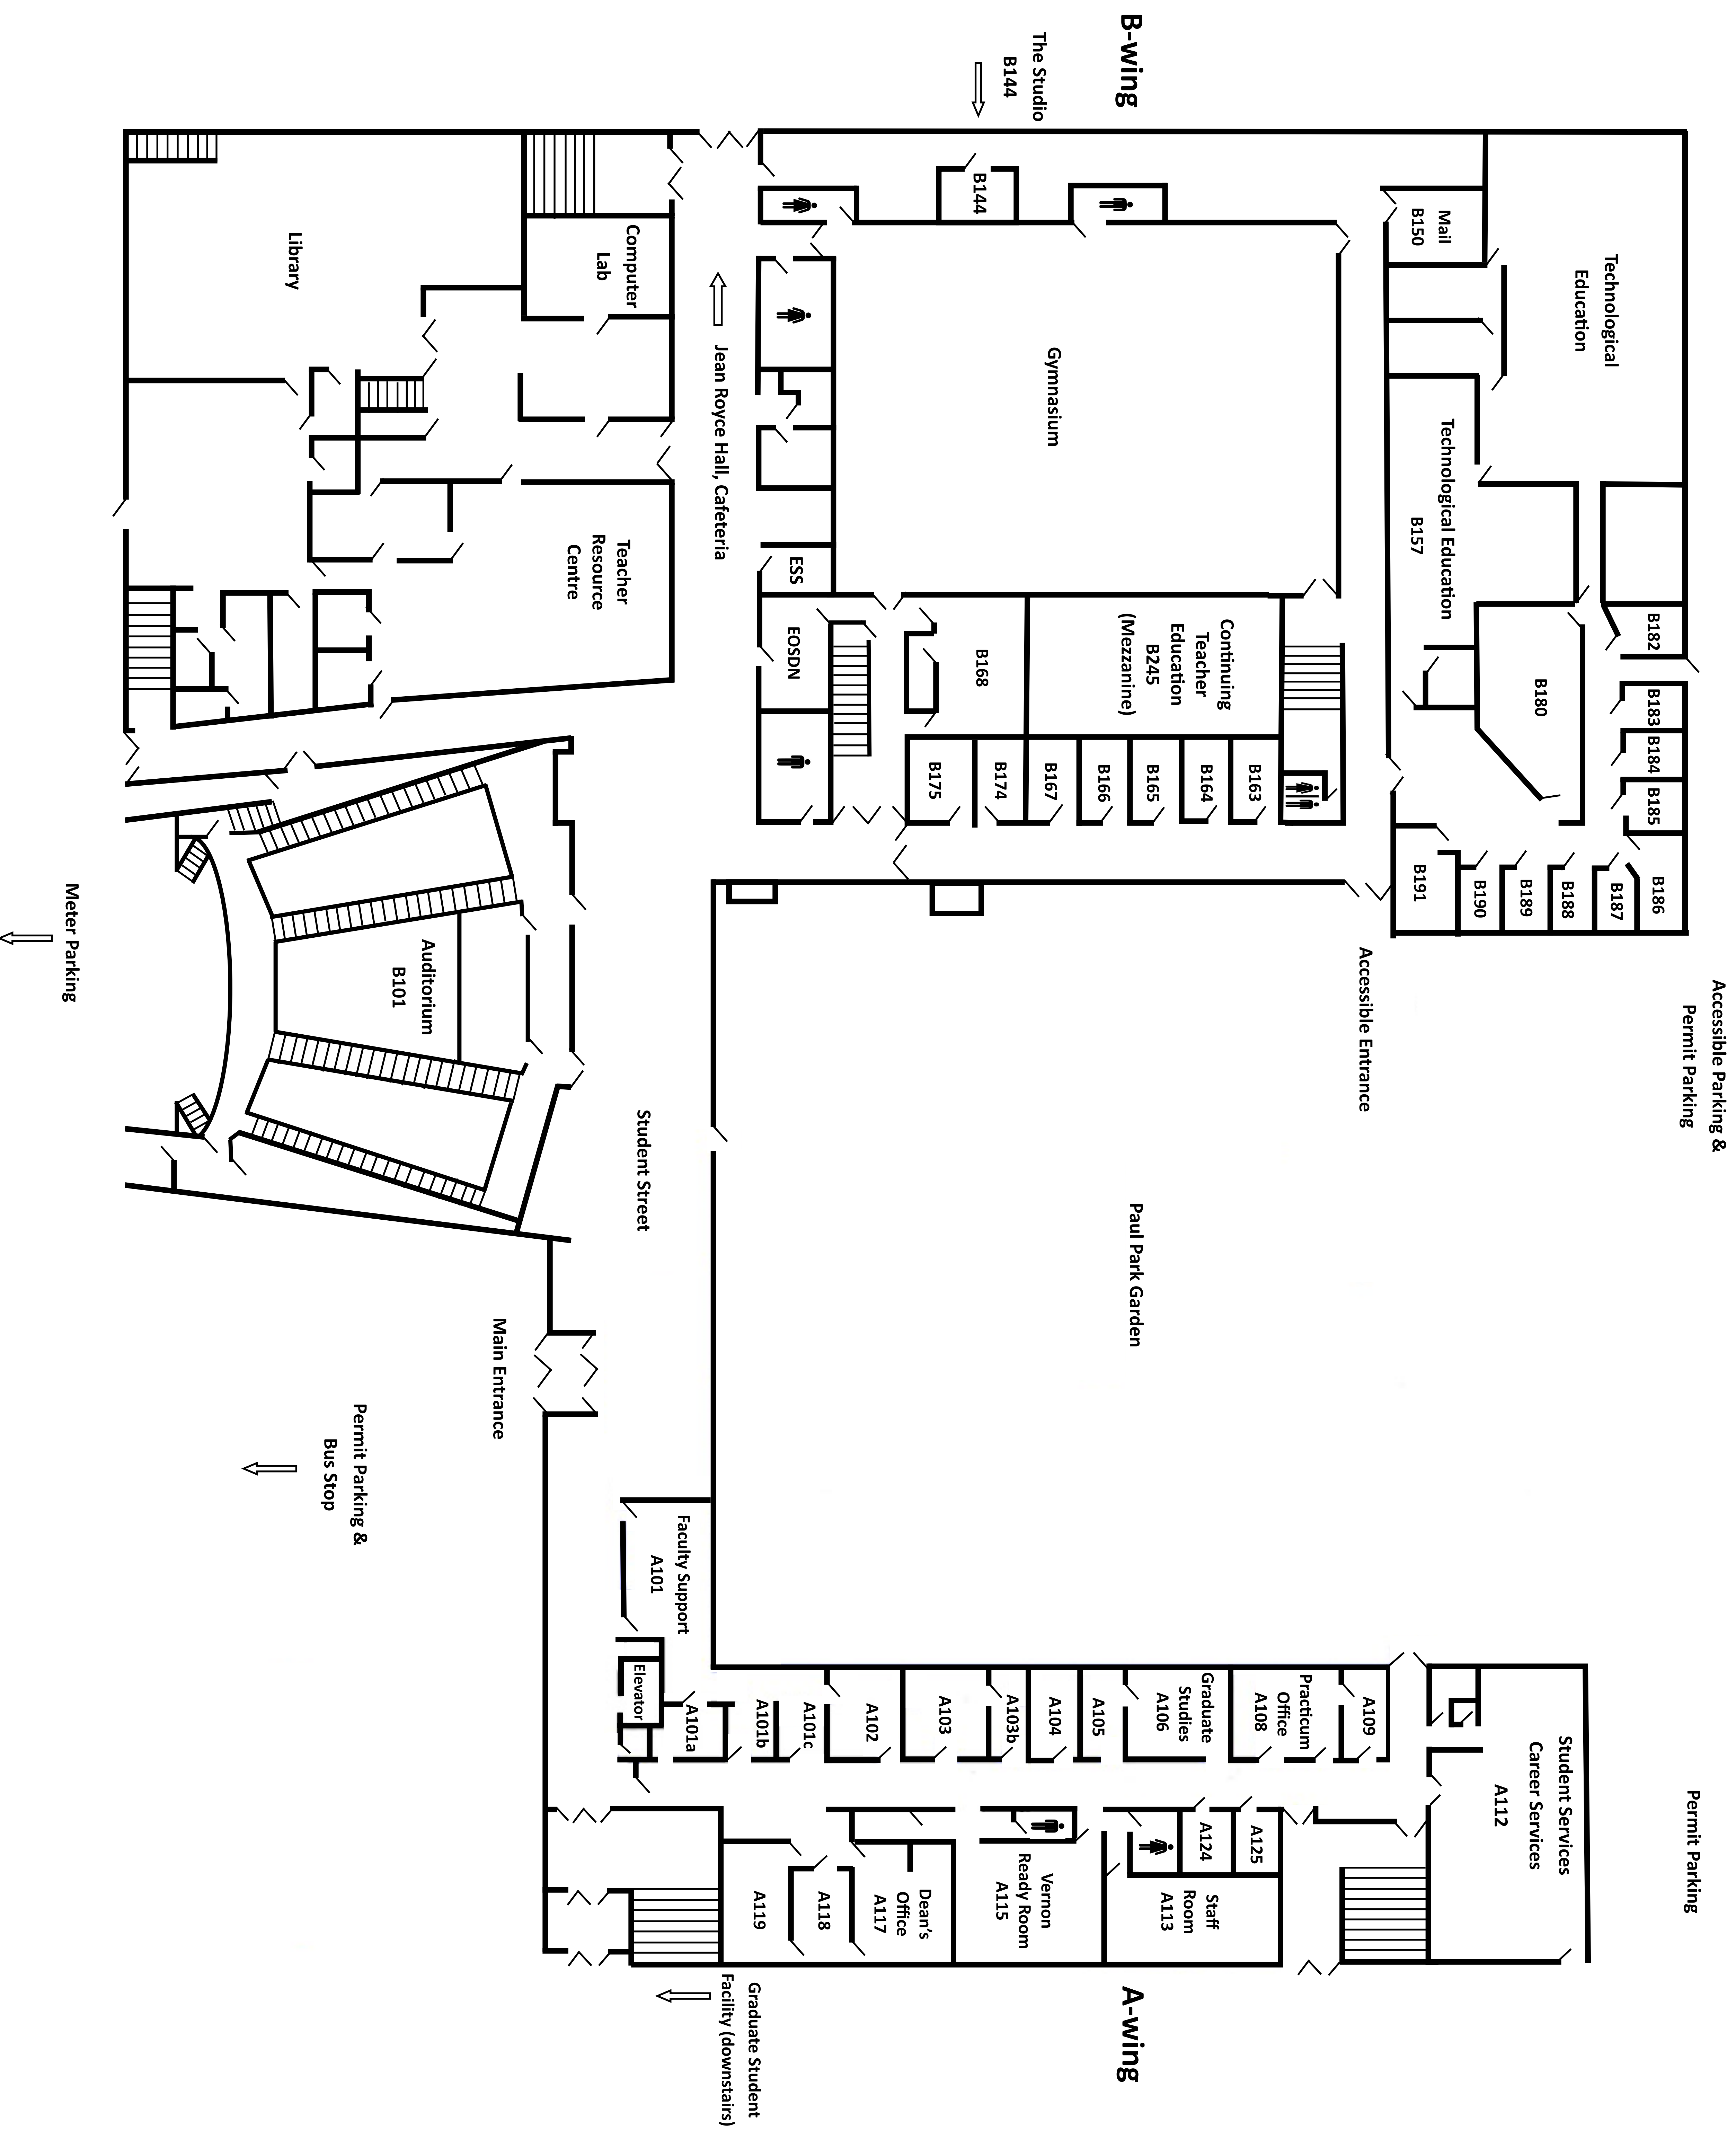 B-wing
The Studio
B144
B144
Mail
B150
Technological
Education
Technological Education
B157
Computer
Lab
Library
Jean Royce Hall, Cafeteria
Gymnasium
Teacher
Resource
Centre
ESS
EOSDN
B168
Continuing
Teacher
Education
B245
(Mezzanine)
B175
B174
B167
B166
B165
B164
B163
B180
B182
B183
B184
B185
B186
B187
B188
B189
B190
B191
Accessible Parking &
Permit Parking
Accessible Entrance
Meter Parking
Auditorium
B101
Student Street
Paul Park Garden
Main Entrance
Permit Parking &
Bus Stop
Faculty Support
A101
Elevator
A101a
A101b
A101c
A102
A103
A103b
A104
A105
Graduate
Studies
A106
Practicum
Office
A108
A109
Student Services
Career Services
A112
Permit Parking
A125
A124
Staff
Room
A113
Vernon
Ready Room
A115
Dean's
Office
A117
A118
A119
A-wing
Graduate Student
Facility (downstairs)